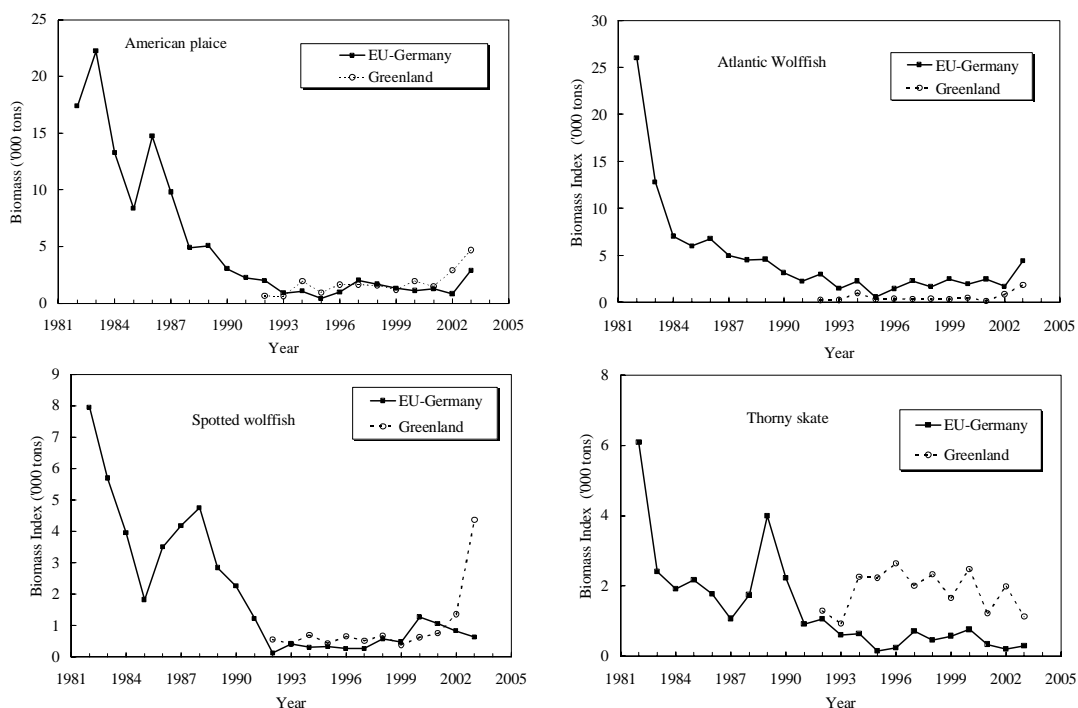 American plaice
EU-Germany
Greenland
Biomass ('000 tons)
25
20
15
10
5
0
1981 1984 1987 1990 1993 1996 1999 2002 2005
Year
Atlantic Wolffish
EU-Germany
Greenland
Biomass Index ('000 tons)
30
25
20
15
10
5
0
1981 1984 1987 1990 1993 1996 1999 2002 2005
Year
Spotted wolffish
EU-Germany
Greenland
Biomass Index ('000 tons)
9
8
7
6
5
4
3
2
1
0
1981 1984 1987 1990 1993 1996 1999 2002 2005
Year
Thorny skate
EU-Germany
Greenland
Biomass Index ('000 tons)
8
6
4
2
0
1981 1984 1987 1990 1993 1996 1999 2002 2005
Year